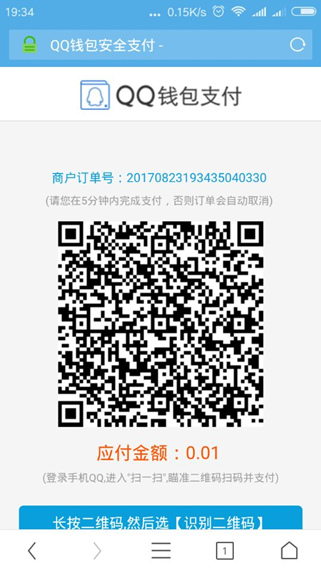 19:34
... 0.15K/s
QQ钱包安全支付 -
QQ钱包支付
商户订单号：20170823193435040330
(请您在5分钟内完成支付，否则订单会自动取消)
应付金额：0.01
(登录手机QQ,进入"扫一扫",瞄准二维码扫码并支付)
长按二维码,然后选【识别二维码】
1